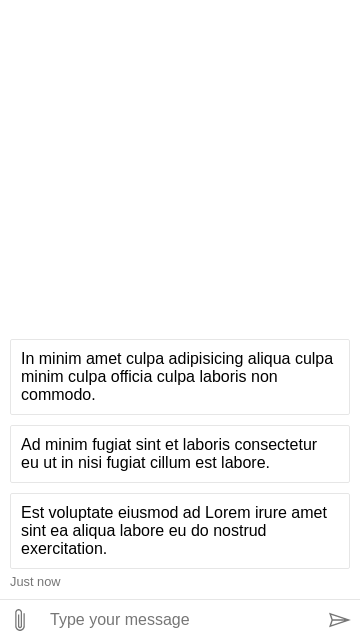 In minim amet culpa adipisicing aliqua culpa
minim culpa officia culpa laboris non
commodo.
Ad minim fugiat sint et laboris consectetur
eu ut in nisi fugiat cillum est labore.
Est voluptate eiusmod ad Lorem irure amet
sint ea aliqua labore eu do nostrud
exercitation.
Just now
Type your message